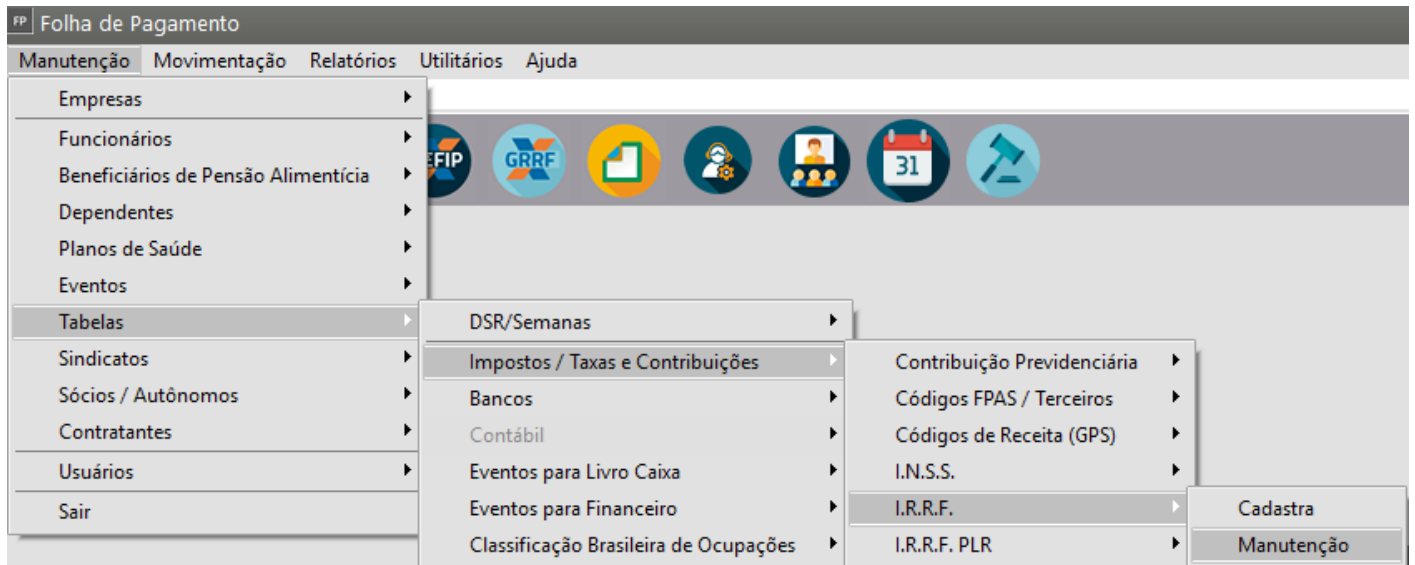 FP Folha de Pagamento
Manutenção Movimentação Relatórios Utilitários Ajuda
Empresas
Funcionários
Beneficiários de Pensão Alimentícia
Dependentes
Planos de Saúde
Eventos
Tabelas
Sindicatos
Sócios / Autônomos
Contratantes
Usuários
Sair
EFIP
GRRF
31
DSR/Semanas
Impostos / Taxas e Contribuições
Bancos
Contábil
Eventos para Livro Caixa
Eventos para Financeiro
Classificação Brasileira de Ocupações
Contribuição Previdenciária
Códigos FPAS / Terceiros
Códigos de Receita (GPS)
I.N.S.S.
I.R.R.F.
I.R.R.F. PLR
Cadastra
Manutenção